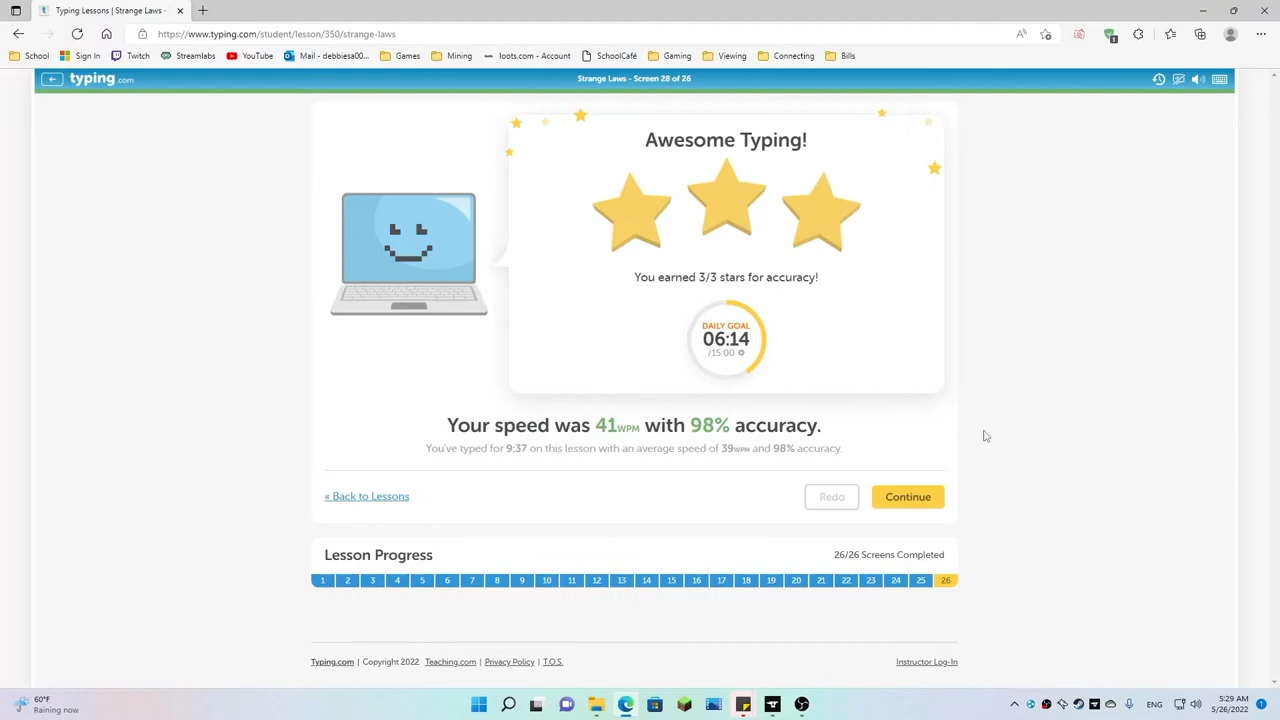 Typing Lessons | Strange Laws -
https://www.typing.com/student/lesson/350/strange-laws
School Sign In Twitch Streamlabs YouTube Mail - debbiesa00... Games Mining loots.com - Account SchoolCafé Gaming Viewing Connecting Bills
typing.com
Strange Laws - Screen 28 of 26
Awesome Typing!
You earned 3/3 stars for accuracy!
DAILY GOAL
06:14
/15:00
Your speed was 41WPM with 98% accuracy.
You've typed for 9:37 on this lesson with an average speed of 39WPM and 98% accuracy.
« Back to Lessons
Redo
Continue
Lesson Progress
26/26 Screens Completed
1 2 3 4 5 6 7 8 9 10 11 12 13 14 15 16 17 18 19 20 21 22 23 24 25 26
Typing.com | Copyright 2022 Teaching.com | Privacy Policy | T.O.S.
Instructor Log-In
60°F
Raining now
ENG
5:29 AM
5/26/2022
1